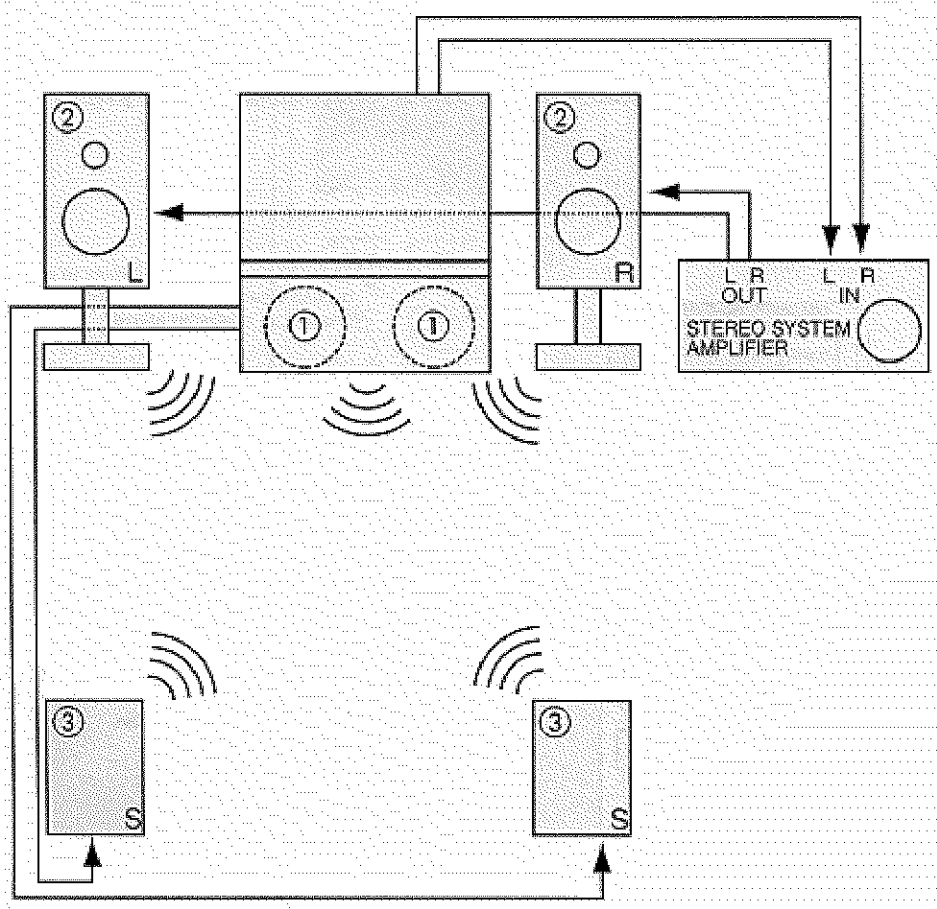 ② ②
L R
① ①
L R L R
OUT IN
STEREO SYSTEM
AMPLIFIER
③ ③
S S